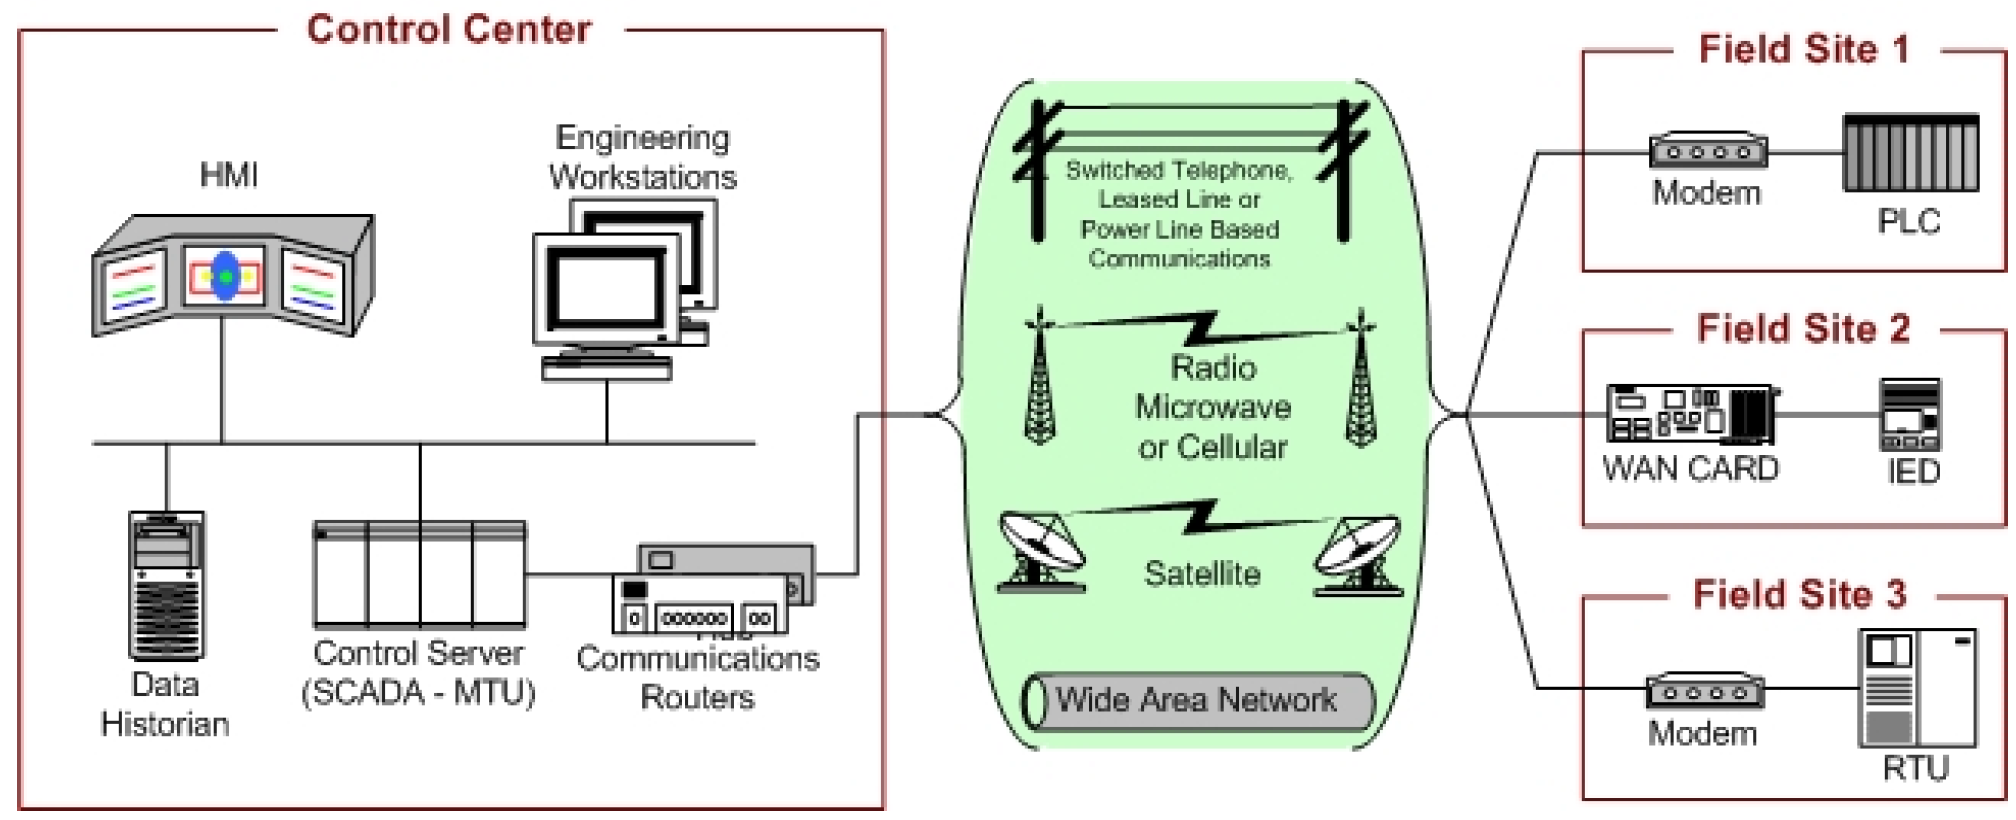 Control Center
HMI
Engineering
Workstations
Data
Historian
Control Server
(SCADA - MTU)
Communications
Routers
Switched Telephone,
Leased Line or
Power Line Based
Communications
Radio
Microwave
or Cellular
Satellite
Wide Area Network
Field Site 1
Modem
PLC
Field Site 2
WAN CARD
IED
Field Site 3
Modem
RTU